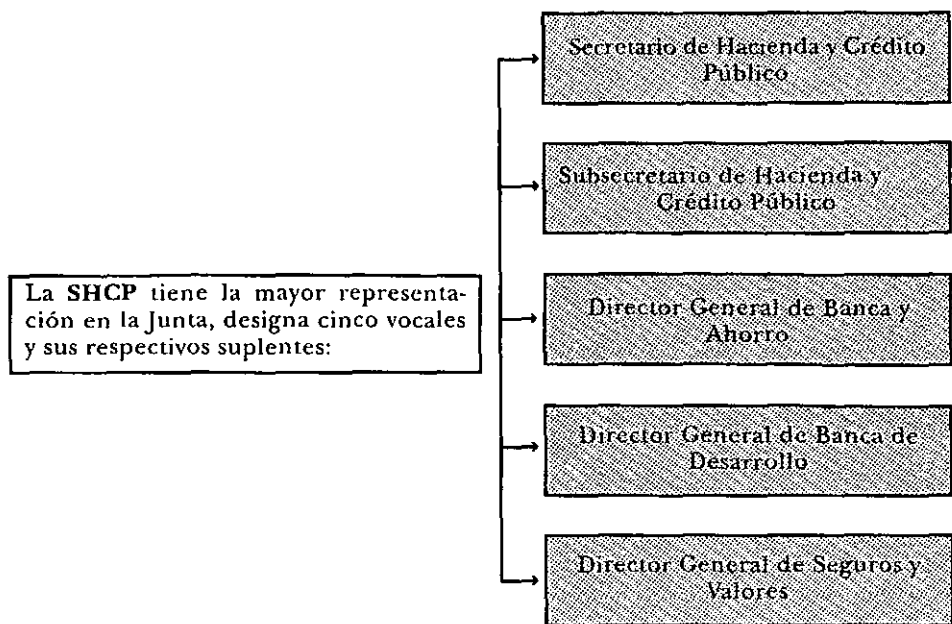 Secretario de Hacienda y Crédito
Público
Subsecretario de Hacienda y
Crédito Público
La SHCP tiene la mayor representa-
ción en la Junta, designa cinco vocales
y sus respectivos suplentes:
Director General de Banca y
Ahorro
Director General de Banca de
Desarrollo
Director General de Seguros y
Valores